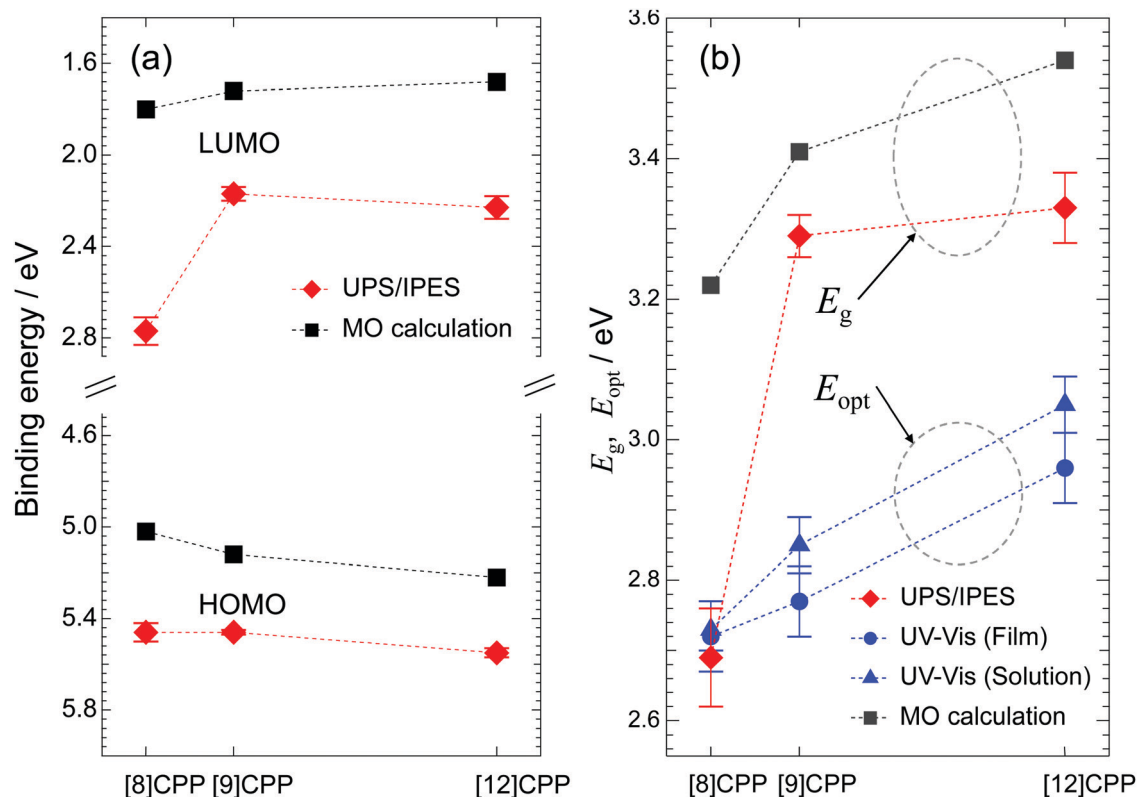 (a)
1.6
2.0
2.4
2.8
4.6
5.0
5.4
5.8
Binding energy / eV
LUMO
UPS/IPES
MO calculation
HOMO
[8]CPP [9]CPP [12]CPP
(b)
3.6
3.4
3.2
3.0
2.8
2.6
Eg, Eopt / eV
Eg
Eopt
UPS/IPES
UV-Vis (Film)
UV-Vis (Solution)
MO calculation
[8]CPP [9]CPP [12]CPP